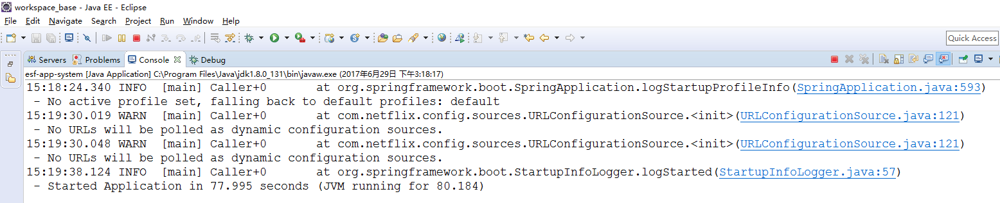 workspace_base - Java EE - Eclipse
File Edit Navigate Search Project Run Window Help
Quick Access
Servers Problems Console Debug
esf-app-system [Java Application] C:\Program Files\Java\jdk1.8.0_131\bin\javaw.exe (2017年6月29日 下午3:18:17)
15:18:24.340 INFO  [main] Caller+0   at org.springframework.boot.SpringApplication.logStartupProfileInfo(SpringApplication.java:593)
- No active profile set, falling back to default profiles: default
15:19:30.019 WARN  [main] Caller+0   at com.netflix.config.sources.URLConfigurationSource.<init>(URLConfigurationSource.java:121)
- No URLs will be polled as dynamic configuration sources.
15:19:30.048 WARN  [main] Caller+0   at com.netflix.config.sources.URLConfigurationSource.<init>(URLConfigurationSource.java:121)
- No URLs will be polled as dynamic configuration sources.
15:19:38.124 INFO  [main] Caller+0   at org.springframework.boot.StartupInfoLogger.logStarted(StartupInfoLogger.java:57)
- Started Application in 77.995 seconds (JVM running for 80.184)